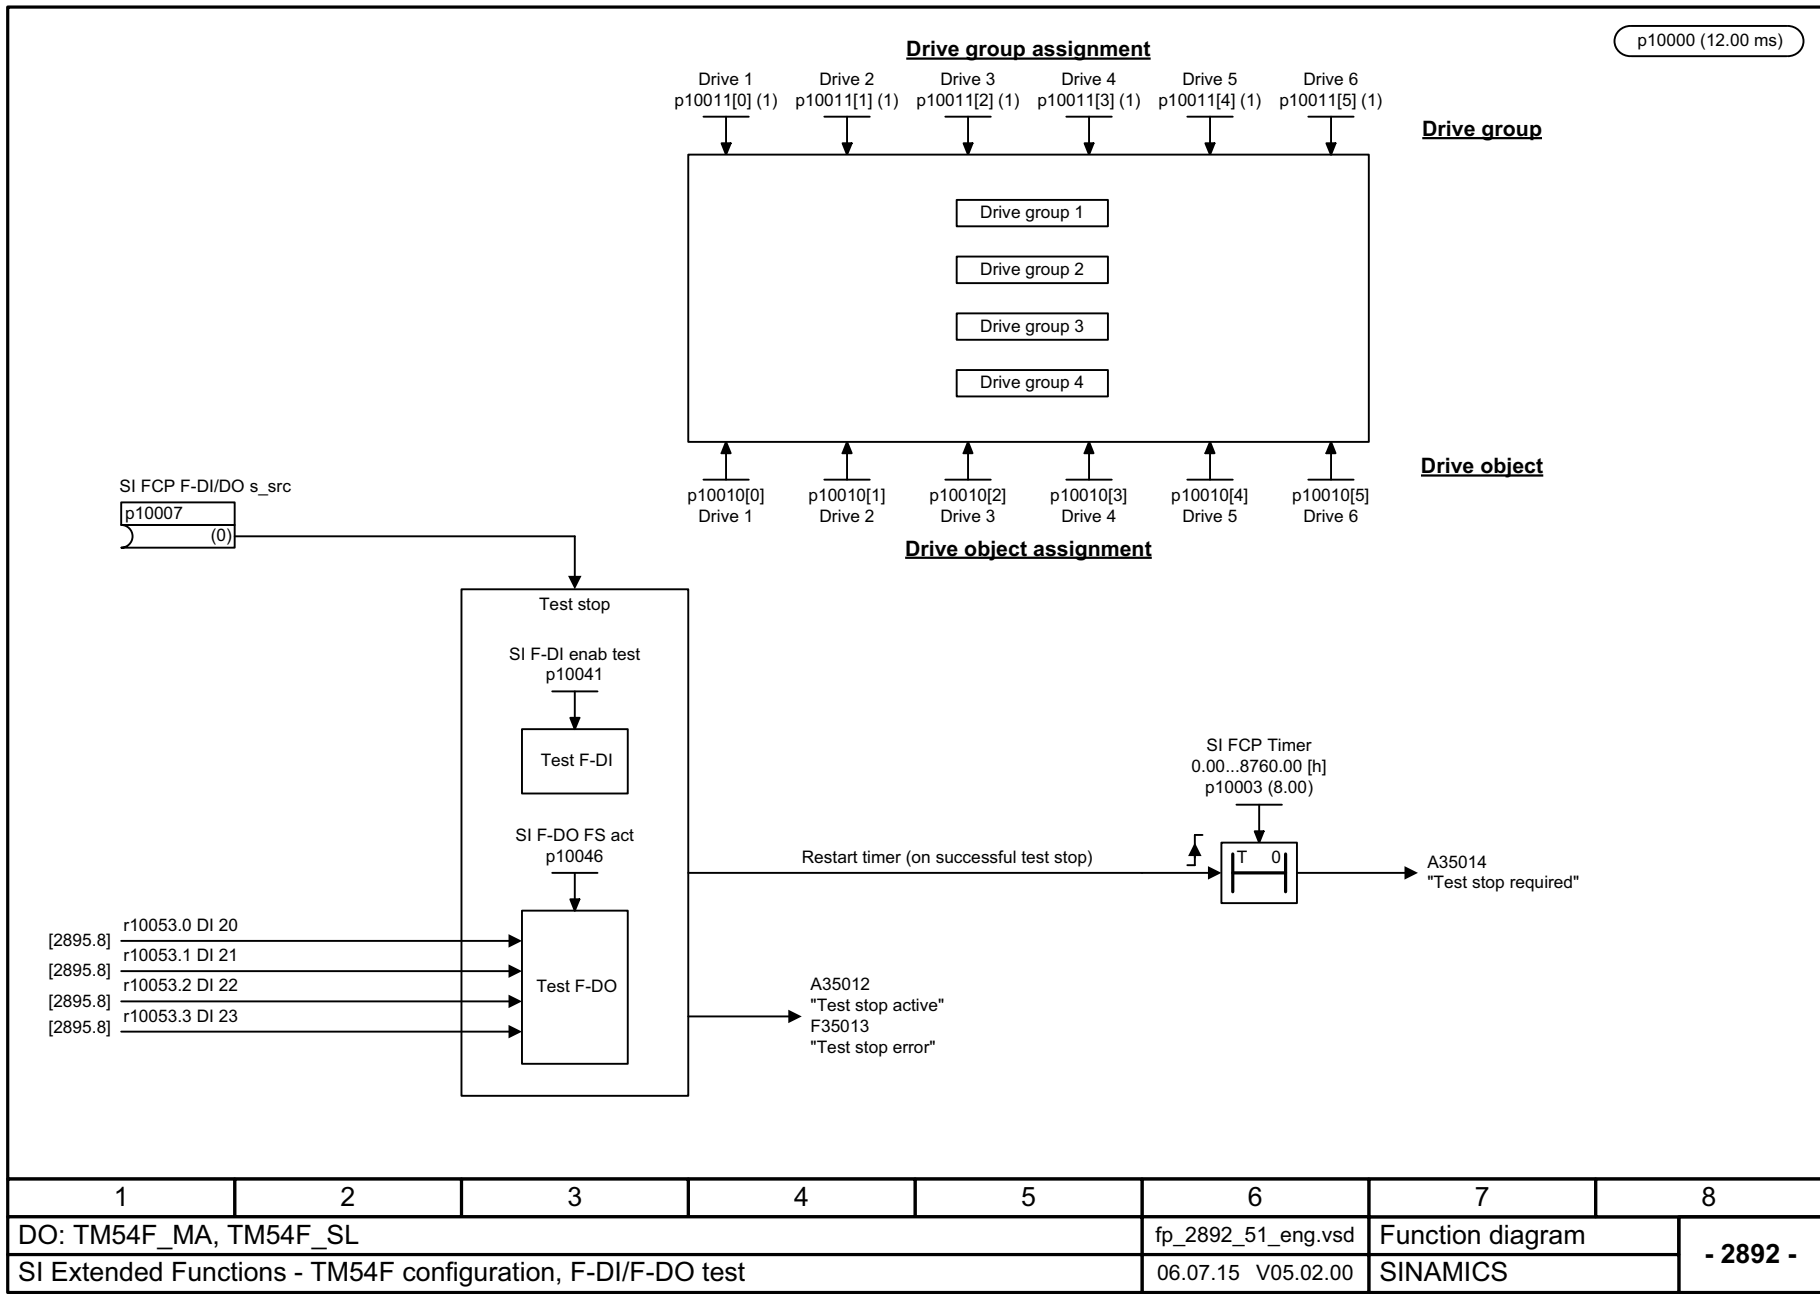 p10000 (12.00 ms)
Drive group assignment
Drive 1 Drive 2 Drive 3 Drive 4 Drive 5 Drive 6
p10011[0] (1) p10011[1] (1) p10011[2] (1) p10011[3] (1) p10011[4] (1) p10011[5] (1)
Drive group
Drive group 1
Drive group 2
Drive group 3
Drive group 4
Drive object
p10010[0] p10010[1] p10010[2] p10010[3] p10010[4] p10010[5]
Drive 1 Drive 2 Drive 3 Drive 4 Drive 5 Drive 6
Drive object assignment
SI FCP F-DI/DO s_src
p10007
(0)
Test stop
SI F-DI enab test
p10041
Test F-DI
SI F-DO FS act
p10046
Test F-DO
[2895.8] r10053.0 DI 20
[2895.8] r10053.1 DI 21
[2895.8] r10053.2 DI 22
[2895.8] r10053.3 DI 23
Restart timer (on successful test stop)
SI FCP Timer
0.00...8760.00 [h]
p10003 (8.00)
T 0
A35014
"Test stop required"
A35012
"Test stop active"
F35013
"Test stop error"
1 2 3 4 5 6 7 8
DO: TM54F_MA, TM54F_SL fp_2892_51_eng.vsd Function diagram
- 2892 -
SI Extended Functions - TM54F configuration, F-DI/F-DO test 06.07.15 V05.02.00 SINAMICS